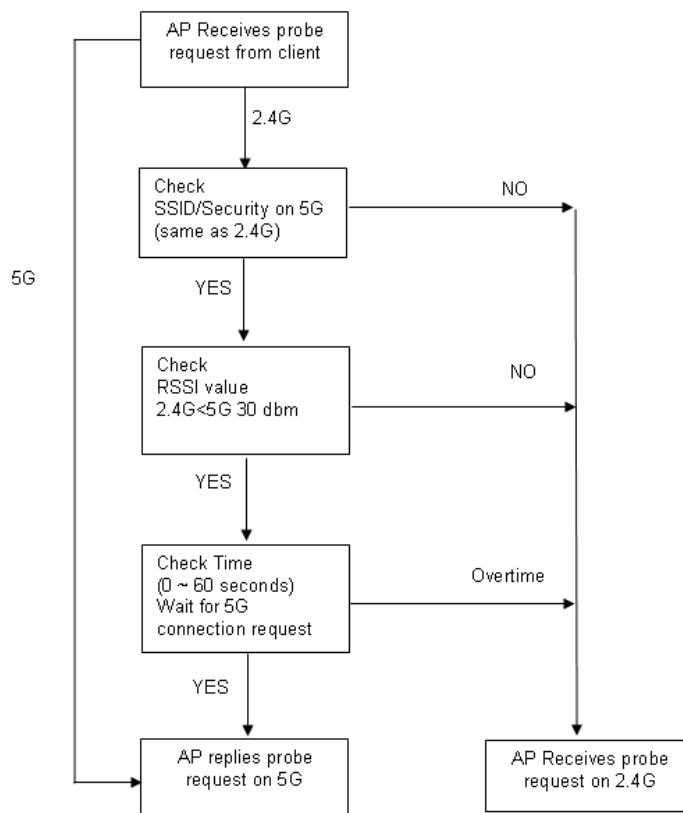 AP Receives probe
request from client
2.4G
Check
SSID/Security on 5G
(same as 2.4G)
NO
5G
YES
Check
RSSI value
2.4G<5G 30 dbm
NO
YES
Check Time
(0 ~ 60 seconds)
Wait for 5G
connection request
Overtime
YES
AP replies probe
request on 5G
AP Receives probe
request on 2.4G